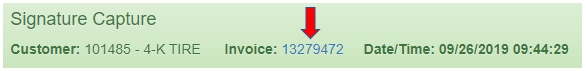 Signature Capture
Customer: 101485 - 4-K TIRE Invoice: 13279472 Date/Time: 09/26/2019 09:44:29